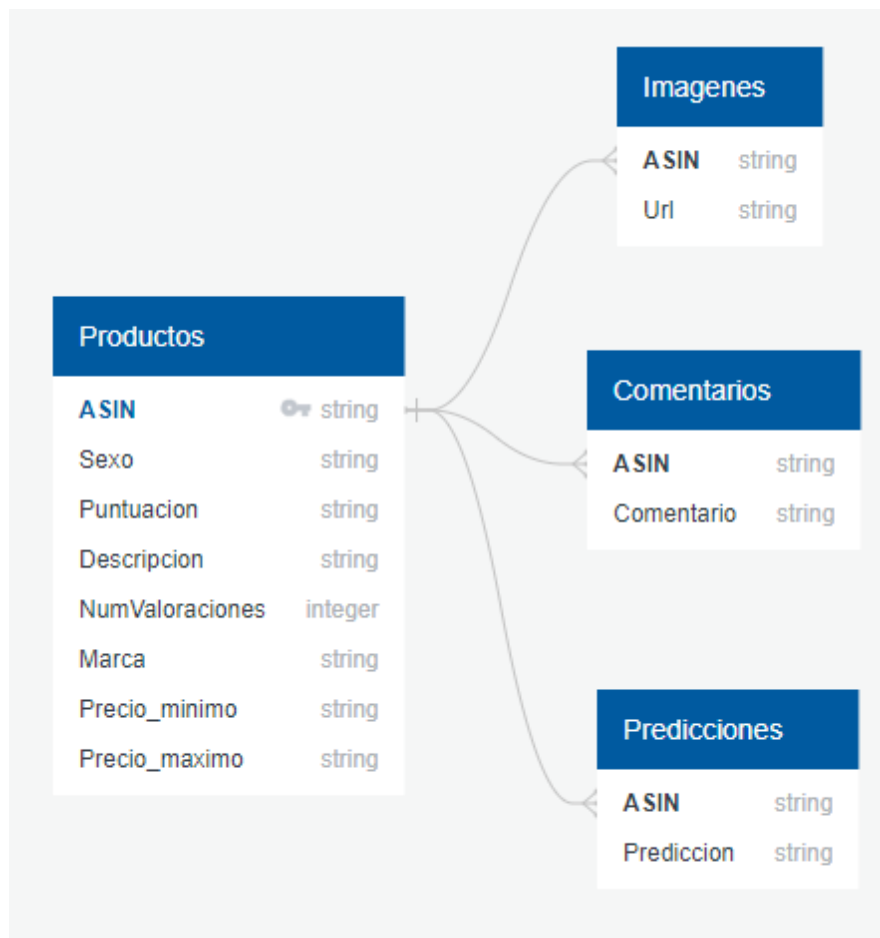 Productos
ASIN string
Sexo string
Puntuacion string
Descripcion string
NumValoraciones integer
Marca string
Precio_minimo string
Precio_maximo string
Imagenes
ASIN string
Url string
Comentarios
ASIN string
Comentario string
Predicciones
ASIN string
Prediccion string